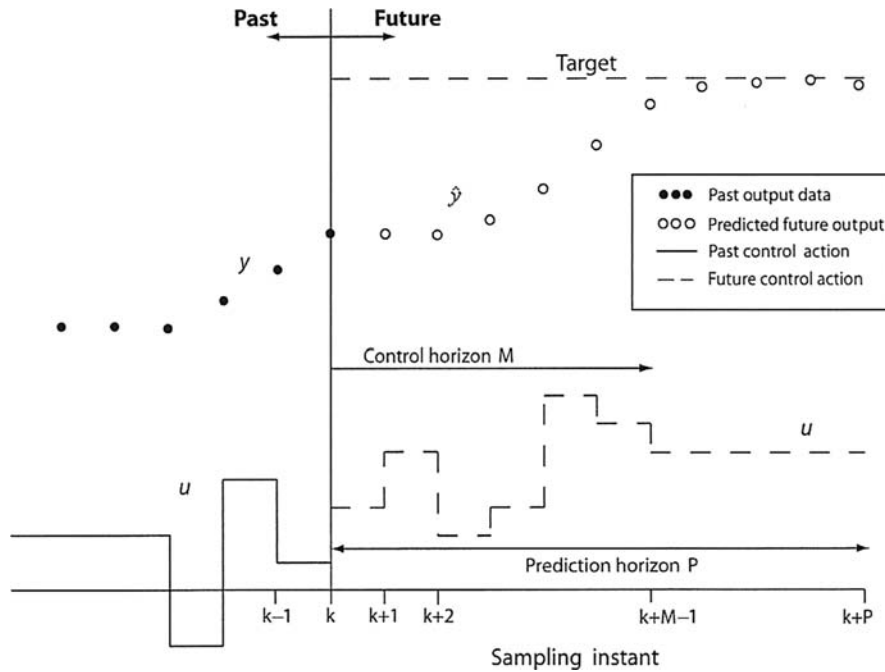 Past Future
Target
ŷ
Past output data
Predicted future output
Past control action
Future control action
y
Control horizon M
u
u
Prediction horizon P
k−1 k k+1 k+2 k+M−1 k+P
Sampling instant